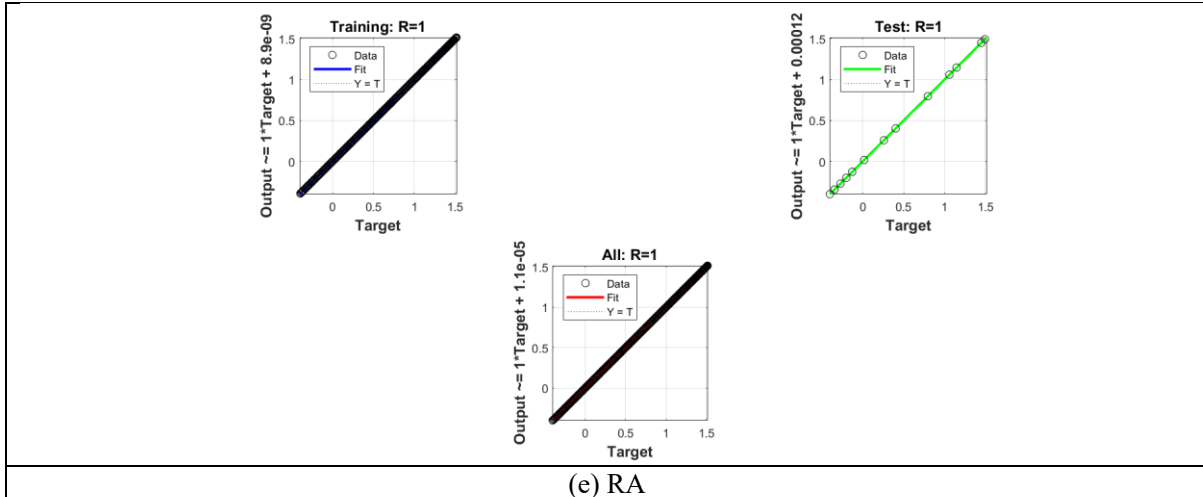 Training: R=1
Output ~= 1*Target + 8.9e-09
1.5
1
0.5
0
Data
Fit
Y = T
0 0.5 1 1.5
Target
Test: R=1
Output ~= 1*Target + 0.00012
1.5
1
0.5
0
Data
Fit
Y = T
0 0.5 1 1.5
Target
All: R=1
Output ~= 1*Target + 1.1e-05
1.5
1
0.5
0
Data
Fit
Y = T
0 0.5 1 1.5
Target
(e) RA